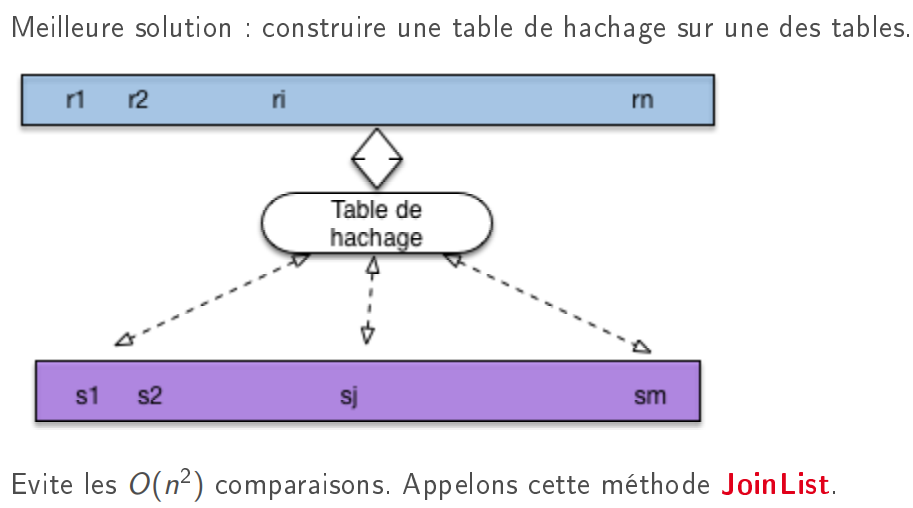 Meilleure solution : construire une table de hachage sur une des tables.
r1 r2 ri rn
Table de
hachage
s1 s2 sj sm
Evite les O(n²) comparaisons. Appelons cette méthode JoinList.